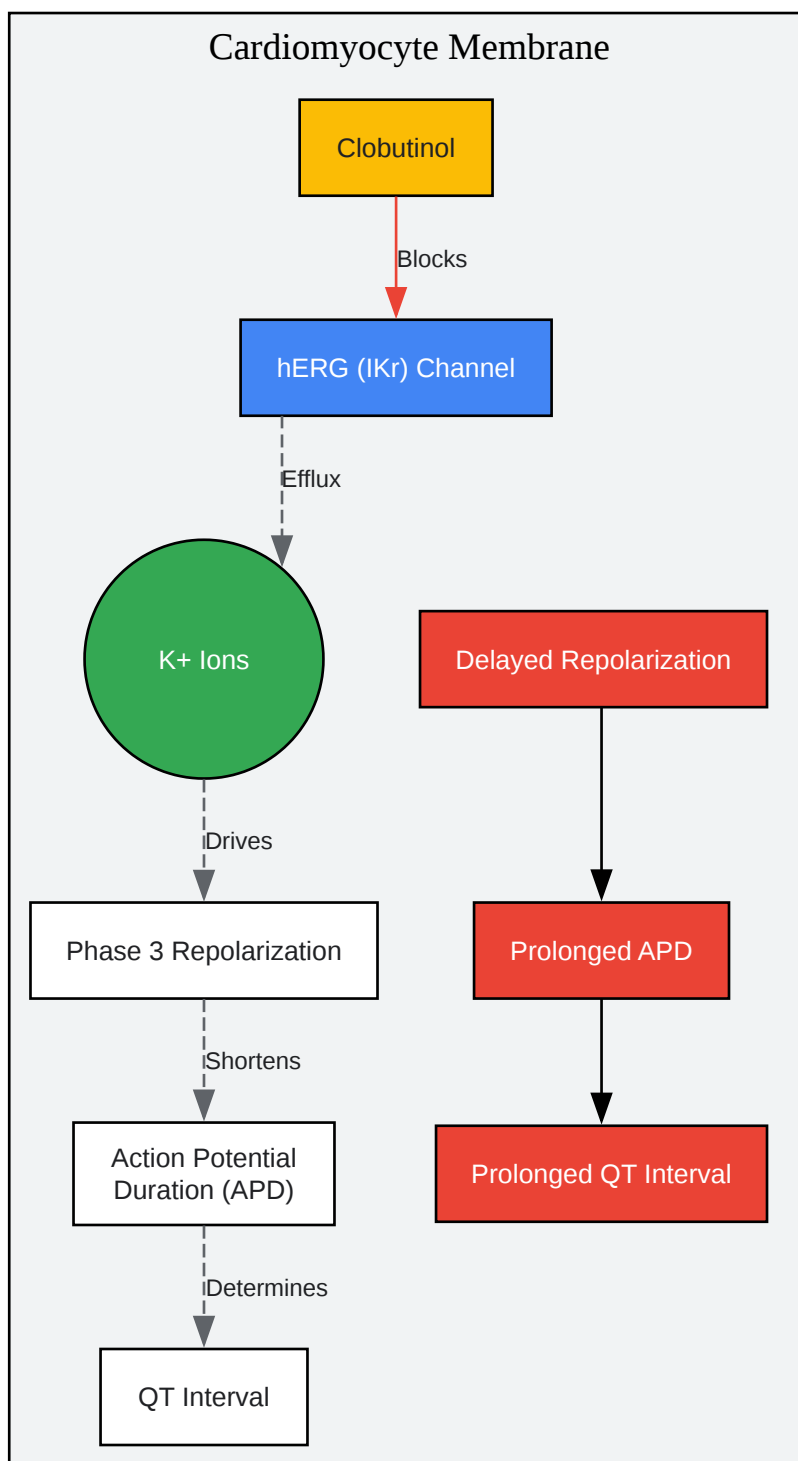 Cardiomyocyte Membrane
Clobutinol
Blocks
hERG (IKr) Channel
Efflux
K+ Ions
Delayed Repolarization
Drives
Phase 3 Repolarization
Prolonged APD
Shortens
Action Potential
Duration (APD)
Prolonged QT Interval
Determines
QT Interval